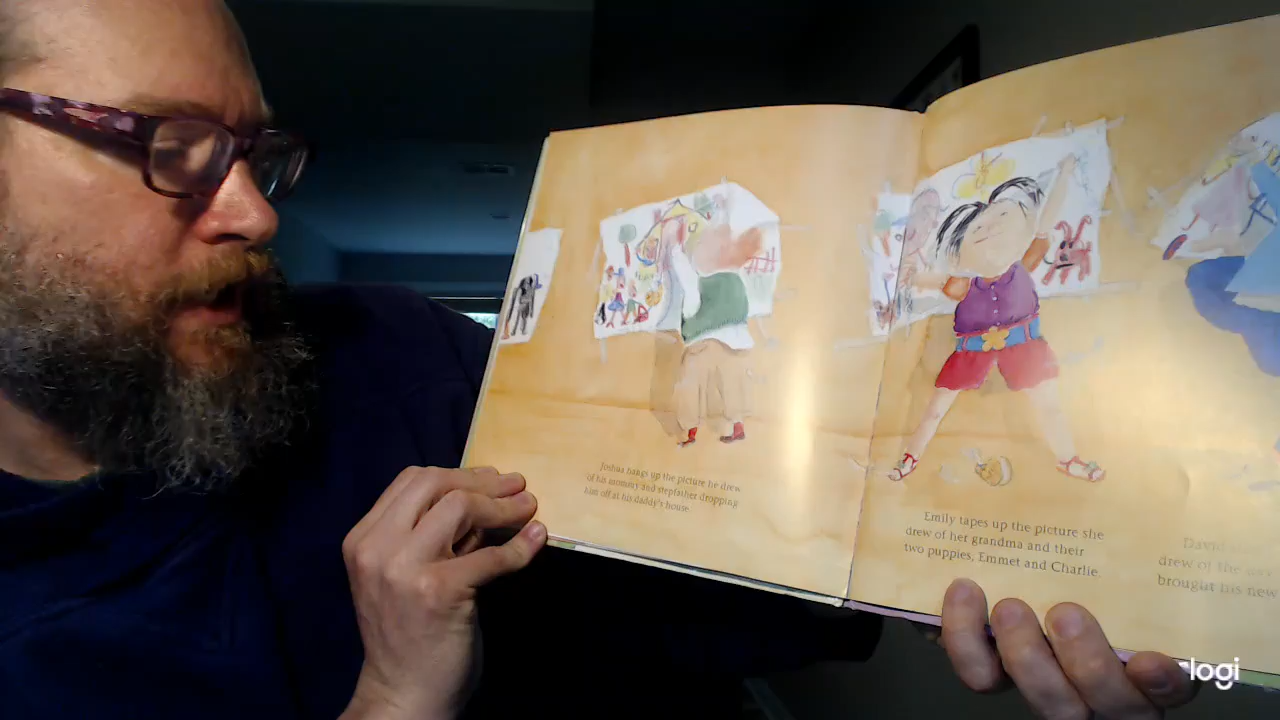 Joshua hangs up the picture he drew
of his mommy and stepfather dropping
him off at his daddy's house.
Emily tapes up the picture she
drew of her grandma and their
two puppies, Emmet and Charlie.
David
drew of the
brought his new
logi